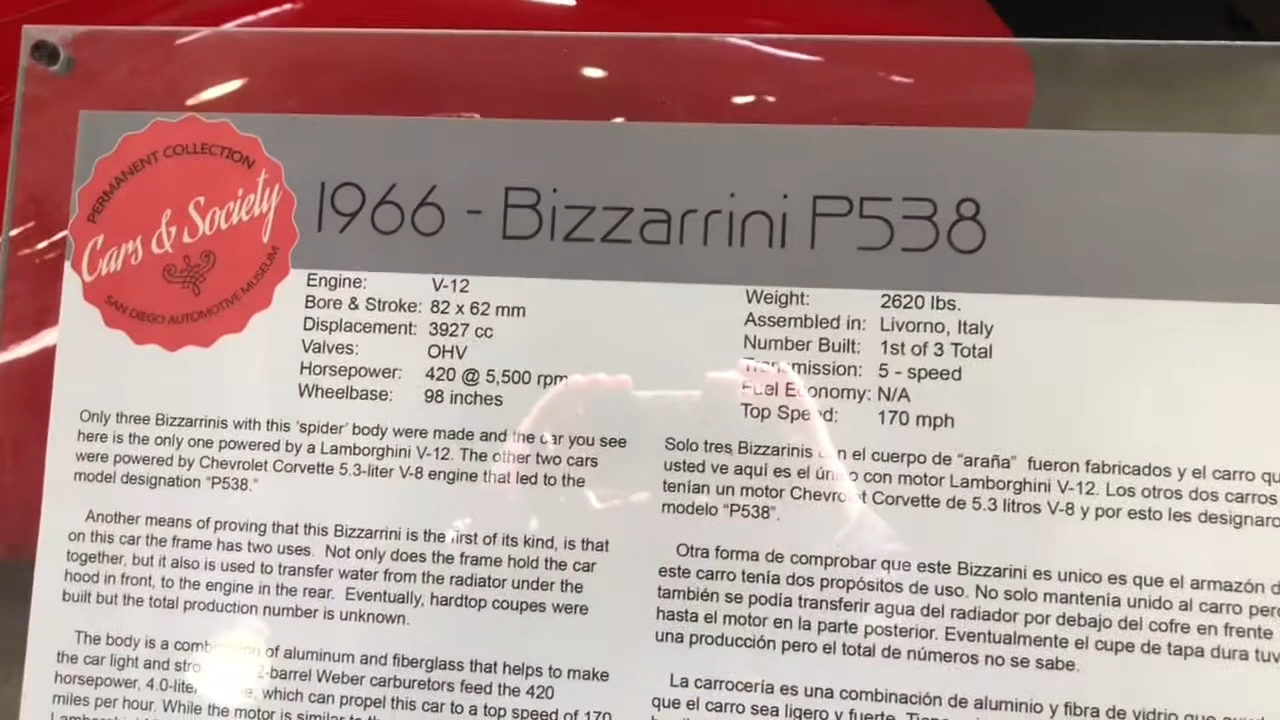 PERMANENT COLLECTION
Cars & Society
SAN DIEGO AUTOMOTIVE MUSEUM
1966 - Bizzarrini P538
Engine: V-12
Bore & Stroke: 82 x 62 mm
Displacement: 3927 cc
Valves: OHV
Horsepower: 420 @ 5,500 rpm
Wheelbase: 98 inches
Weight: 2620 lbs.
Assembled in: Livorno, Italy
Number Built: 1st of 3 Total
Transmission: 5 - speed
Fuel Economy: N/A
Top Speed: 170 mph
Only three Bizzarrinis with this 'spider' body were made and the car you see
here is the only one powered by a Lamborghini V-12. The other two cars
were powered by Chevrolet Corvette 5.3-liter V-8 engine that led to the
model designation "P538."
Another means of proving that this Bizzarrini is the first of its kind, is that
on this car the frame has two uses. Not only does the frame hold the car
together, but it also is used to transfer water from the radiator under the
hood in front, to the engine in the rear. Eventually, hardtop coupes were
built but the total production number is unknown.
The body is a combination of aluminum and fiberglass that helps to make
the car light and 2-barrel Weber carburetors feed the 420
horsepower, which can propel this car to a top speed of 170
miles per hour. While the motor is similar to
Solo tres Bizzarinis con el cuerpo de "araña" fueron fabricados y el carro
usted ve aquí es el único con motor Lamborghini V-12. Los otros dos carros
tenían un motor Chevrolet Corvette de 5.3 litros V-8 y por esto les
modelo "P538".
Otra forma de comprobar que este Bizzarini es unico es que el armazón
este carro tenía dos propósitos de uso. No solo mantenía unido al carro
también se podía transferir agua del radiador por debajo del cofre en frente
hasta el motor en la parte posterior. Eventualmente el cupe de tapa dura
una producción pero el total de números no se sabe.
La carrocería es una combinación de aluminio y fibra de vidrio que
que el carro sea ligero y fuerte.